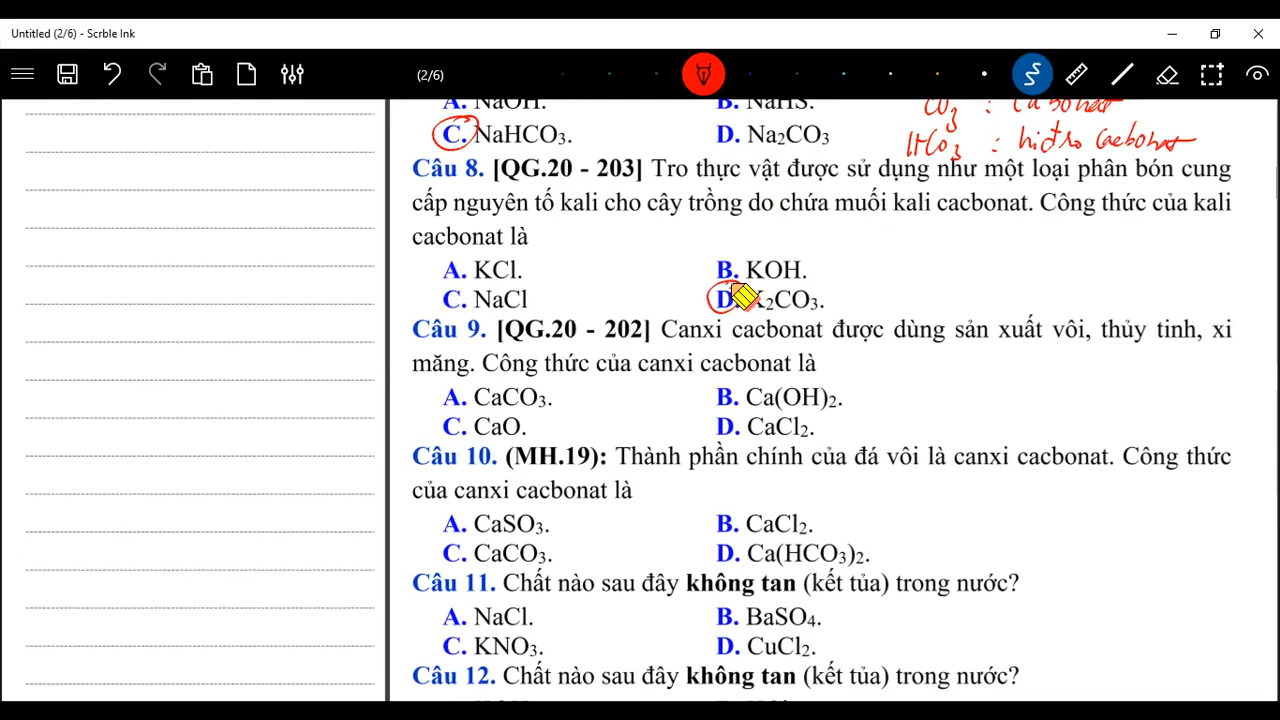 Untitled (2/6) - Scrble Ink
(2/6)
A. NaOH. B. NaHS. CO3 : cacbonat
C. NaHCO3. D. Na2CO3 HCO3 : hiđro cacbonat
Câu 8. [QG.20 - 203] Tro thực vật được sử dụng như một loại phân bón cung
cấp nguyên tố kali cho cây trồng do chứa muối kali cacbonat. Công thức của kali
cacbonat là
A. KCl. B. KOH.
C. NaCl D. K2CO3.
Câu 9. [QG.20 - 202] Canxi cacbonat được dùng sản xuất vôi, thủy tinh, xi
măng. Công thức của canxi cacbonat là
A. CaCO3. B. Ca(OH)2.
C. CaO. D. CaCl2.
Câu 10. (MH.19): Thành phần chính của đá vôi là canxi cacbonat. Công thức
của canxi cacbonat là
A. CaSO3. B. CaCl2.
C. CaCO3. D. Ca(HCO3)2.
Câu 11. Chất nào sau đây không tan (kết tủa) trong nước?
A. NaCl. B. BaSO4.
C. KNO3. D. CuCl2.
Câu 12. Chất nào sau đây không tan (kết tủa) trong nước?